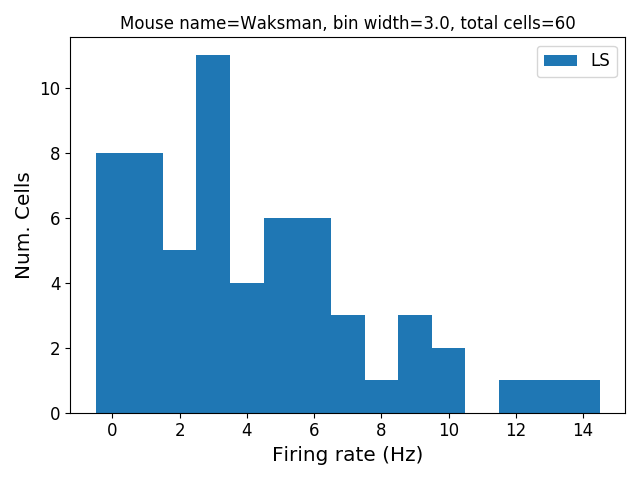 Mouse name=Waksman, bin width=3.0, total cells=60
LS
10
8
6
4
2
0
Num. Cells
0 2 4 6 8 10 12 14
Firing rate (Hz)